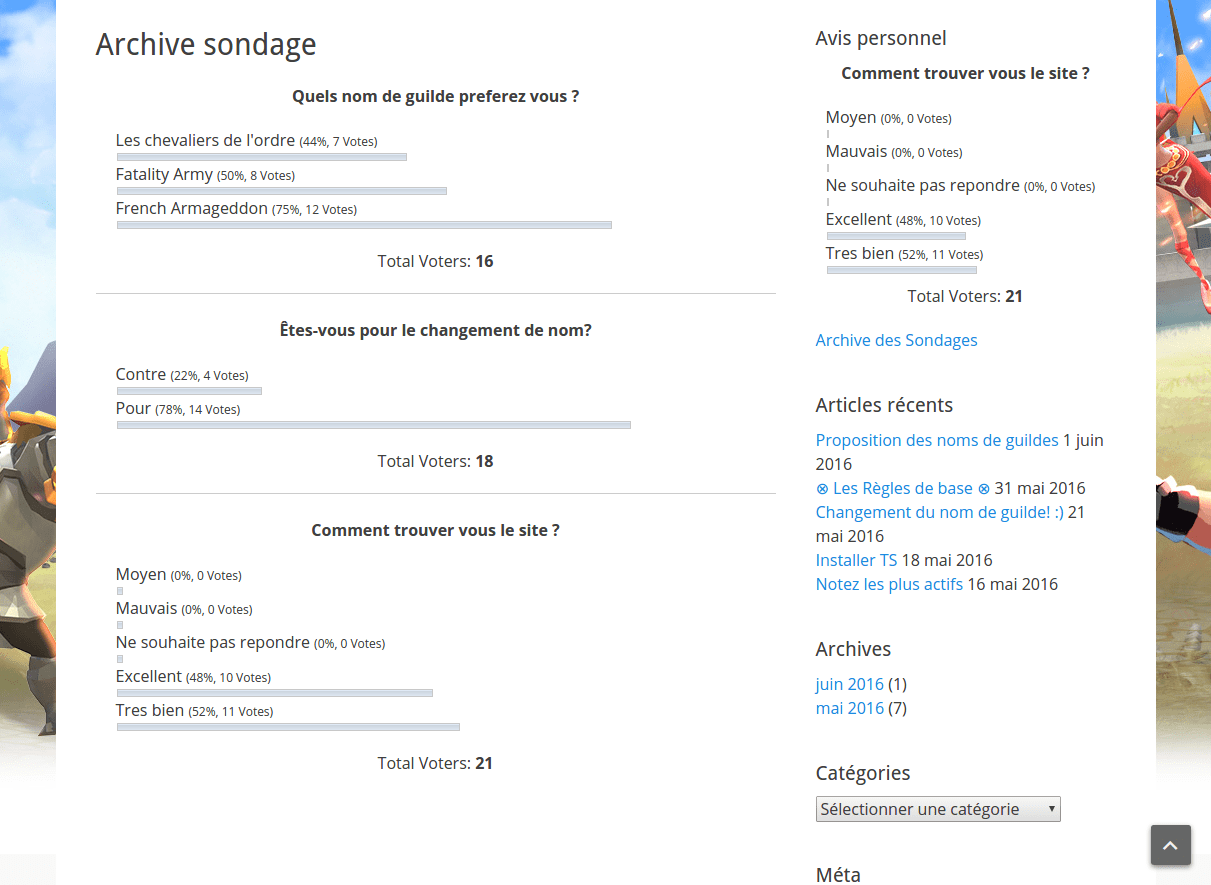 Archive sondage
Quels nom de guilde preferez vous ?
Les chevaliers de l'ordre (44%, 7 Votes)
Fatality Army (50%, 8 Votes)
French Armageddon (75%, 12 Votes)
Total Voters: 16
Êtes-vous pour le changement de nom?
Contre (22%, 4 Votes)
Pour (78%, 14 Votes)
Total Voters: 18
Comment trouver vous le site ?
Moyen (0%, 0 Votes)
Mauvais (0%, 0 Votes)
Ne souhaite pas repondre (0%, 0 Votes)
Excellent (48%, 10 Votes)
Tres bien (52%, 11 Votes)
Total Voters: 21
Avis personnel
Comment trouver vous le site ?
Moyen (0%, 0 Votes)
Mauvais (0%, 0 Votes)
Ne souhaite pas repondre (0%, 0 Votes)
Excellent (48%, 10 Votes)
Tres bien (52%, 11 Votes)
Total Voters: 21
Archive des Sondages
Articles récents
Proposition des noms de guildes 1 juin
2016
⊗ Les Règles de base ⊗ 31 mai 2016
Changement du nom de guilde! :) 21
mai 2016
Installer TS 18 mai 2016
Notez les plus actifs 16 mai 2016
Archives
juin 2016 (1)
mai 2016 (7)
Catégories
Sélectionner une catégorie
Méta